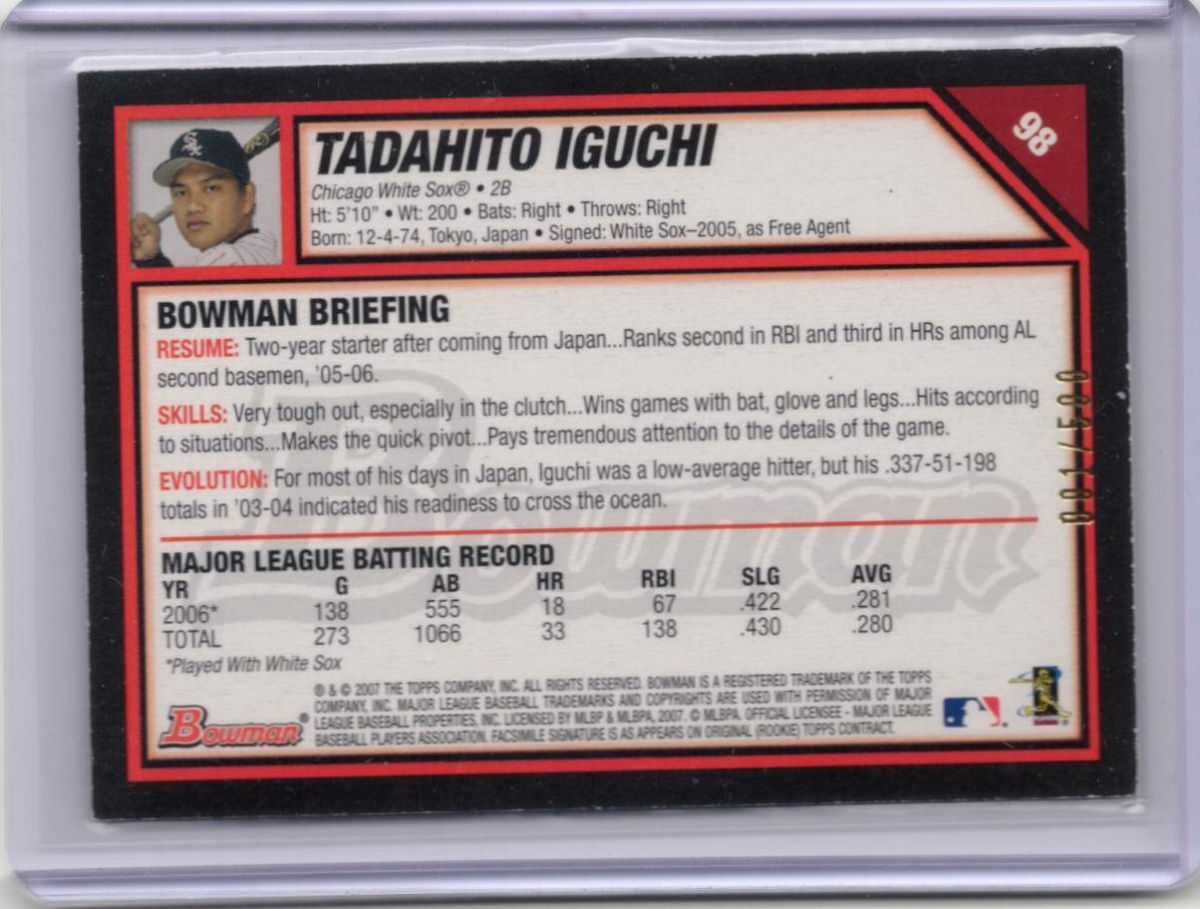 98
TADAHITO IGUCHI
Chicago White Sox® • 2B
Ht: 5'10" • Wt: 200 • Bats: Right • Throws: Right
Born: 12-4-74, Tokyo, Japan • Signed: White Sox–2005, as Free Agent
BOWMAN BRIEFING
RESUME: Two-year starter after coming from Japan...Ranks second in RBI and third in HRs among AL
second basemen, '05-06.
SKILLS: Very tough out, especially in the clutch...Wins games with bat, glove and legs...Hits according
to situations...Makes the quick pivot...Pays tremendous attention to the details of the game.
EVOLUTION: For most of his days in Japan, Iguchi was a low-average hitter, but his .337-51-198
totals in '03-04 indicated his readiness to cross the ocean.
001/500
Bowman
MAJOR LEAGUE BATTING RECORD
YR G AB HR RBI SLG AVG
2006* 138 555 18 67 .422 .281
TOTAL 273 1066 33 138 .430 .280
*Played With White Sox
® & © 2007 THE TOPPS COMPANY, INC. ALL RIGHTS RESERVED. BOWMAN IS A REGISTERED TRADEMARK OF THE TOPPS
COMPANY, INC. MAJOR LEAGUE BASEBALL TRADEMARKS AND COPYRIGHTS ARE USED WITH PERMISSION OF MAJOR
LEAGUE BASEBALL PROPERTIES, INC. LICENSED BY MLBP & MLBPA, 2007. © MLBPA. OFFICIAL LICENSEE - MAJOR LEAGUE
BASEBALL PLAYERS ASSOCIATION. FACSIMILE SIGNATURE IS AS APPEARS ON ORIGINAL (ROOKIE) TOPPS CONTRACT.
Bowman®